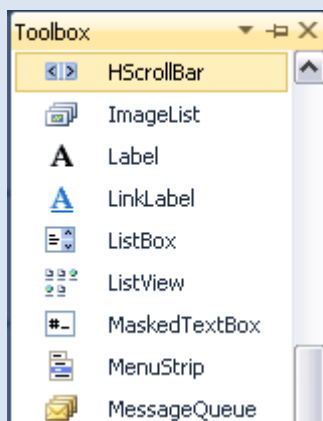 Toolbox
HScrollBar
ImageList
A Label
A LinkLabel
ListBox
ListView
#_ MaskedTextBox
MenuStrip
MessageQueue